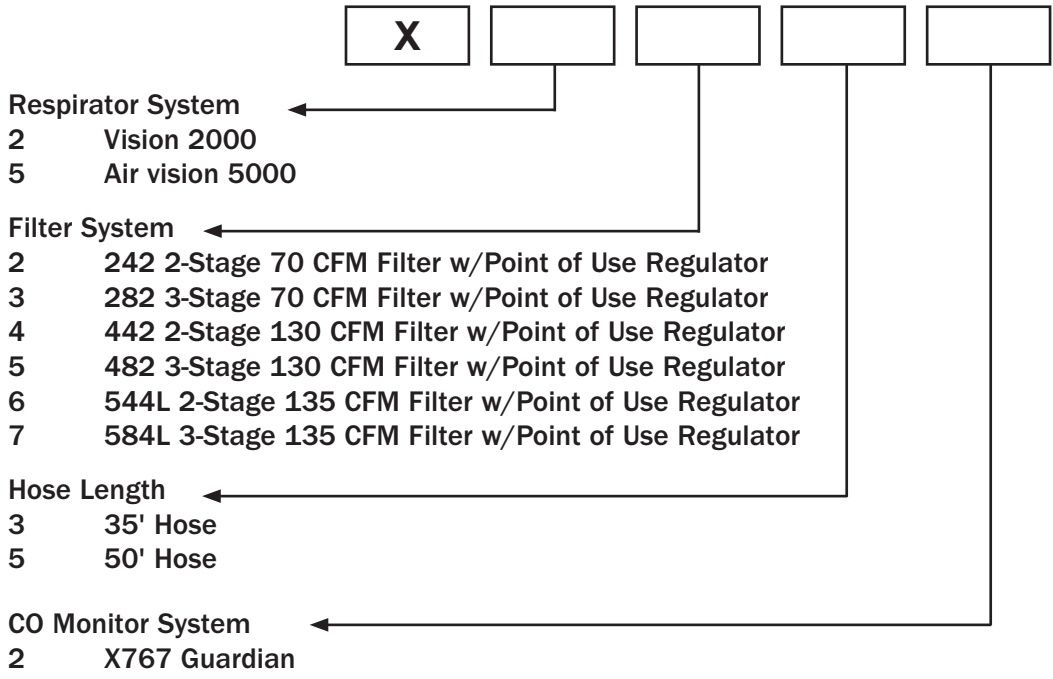 X
Respirator System
2 Vision 2000
5 Air vision 5000
Filter System
2 242 2-Stage 70 CFM Filter w/Point of Use Regulator
3 282 3-Stage 70 CFM Filter w/Point of Use Regulator
4 442 2-Stage 130 CFM Filter w/Point of Use Regulator
5 482 3-Stage 130 CFM Filter w/Point of Use Regulator
6 544L 2-Stage 135 CFM Filter w/Point of Use Regulator
7 584L 3-Stage 135 CFM Filter w/Point of Use Regulator
Hose Length
3 35' Hose
5 50' Hose
CO Monitor System
2 X767 Guardian